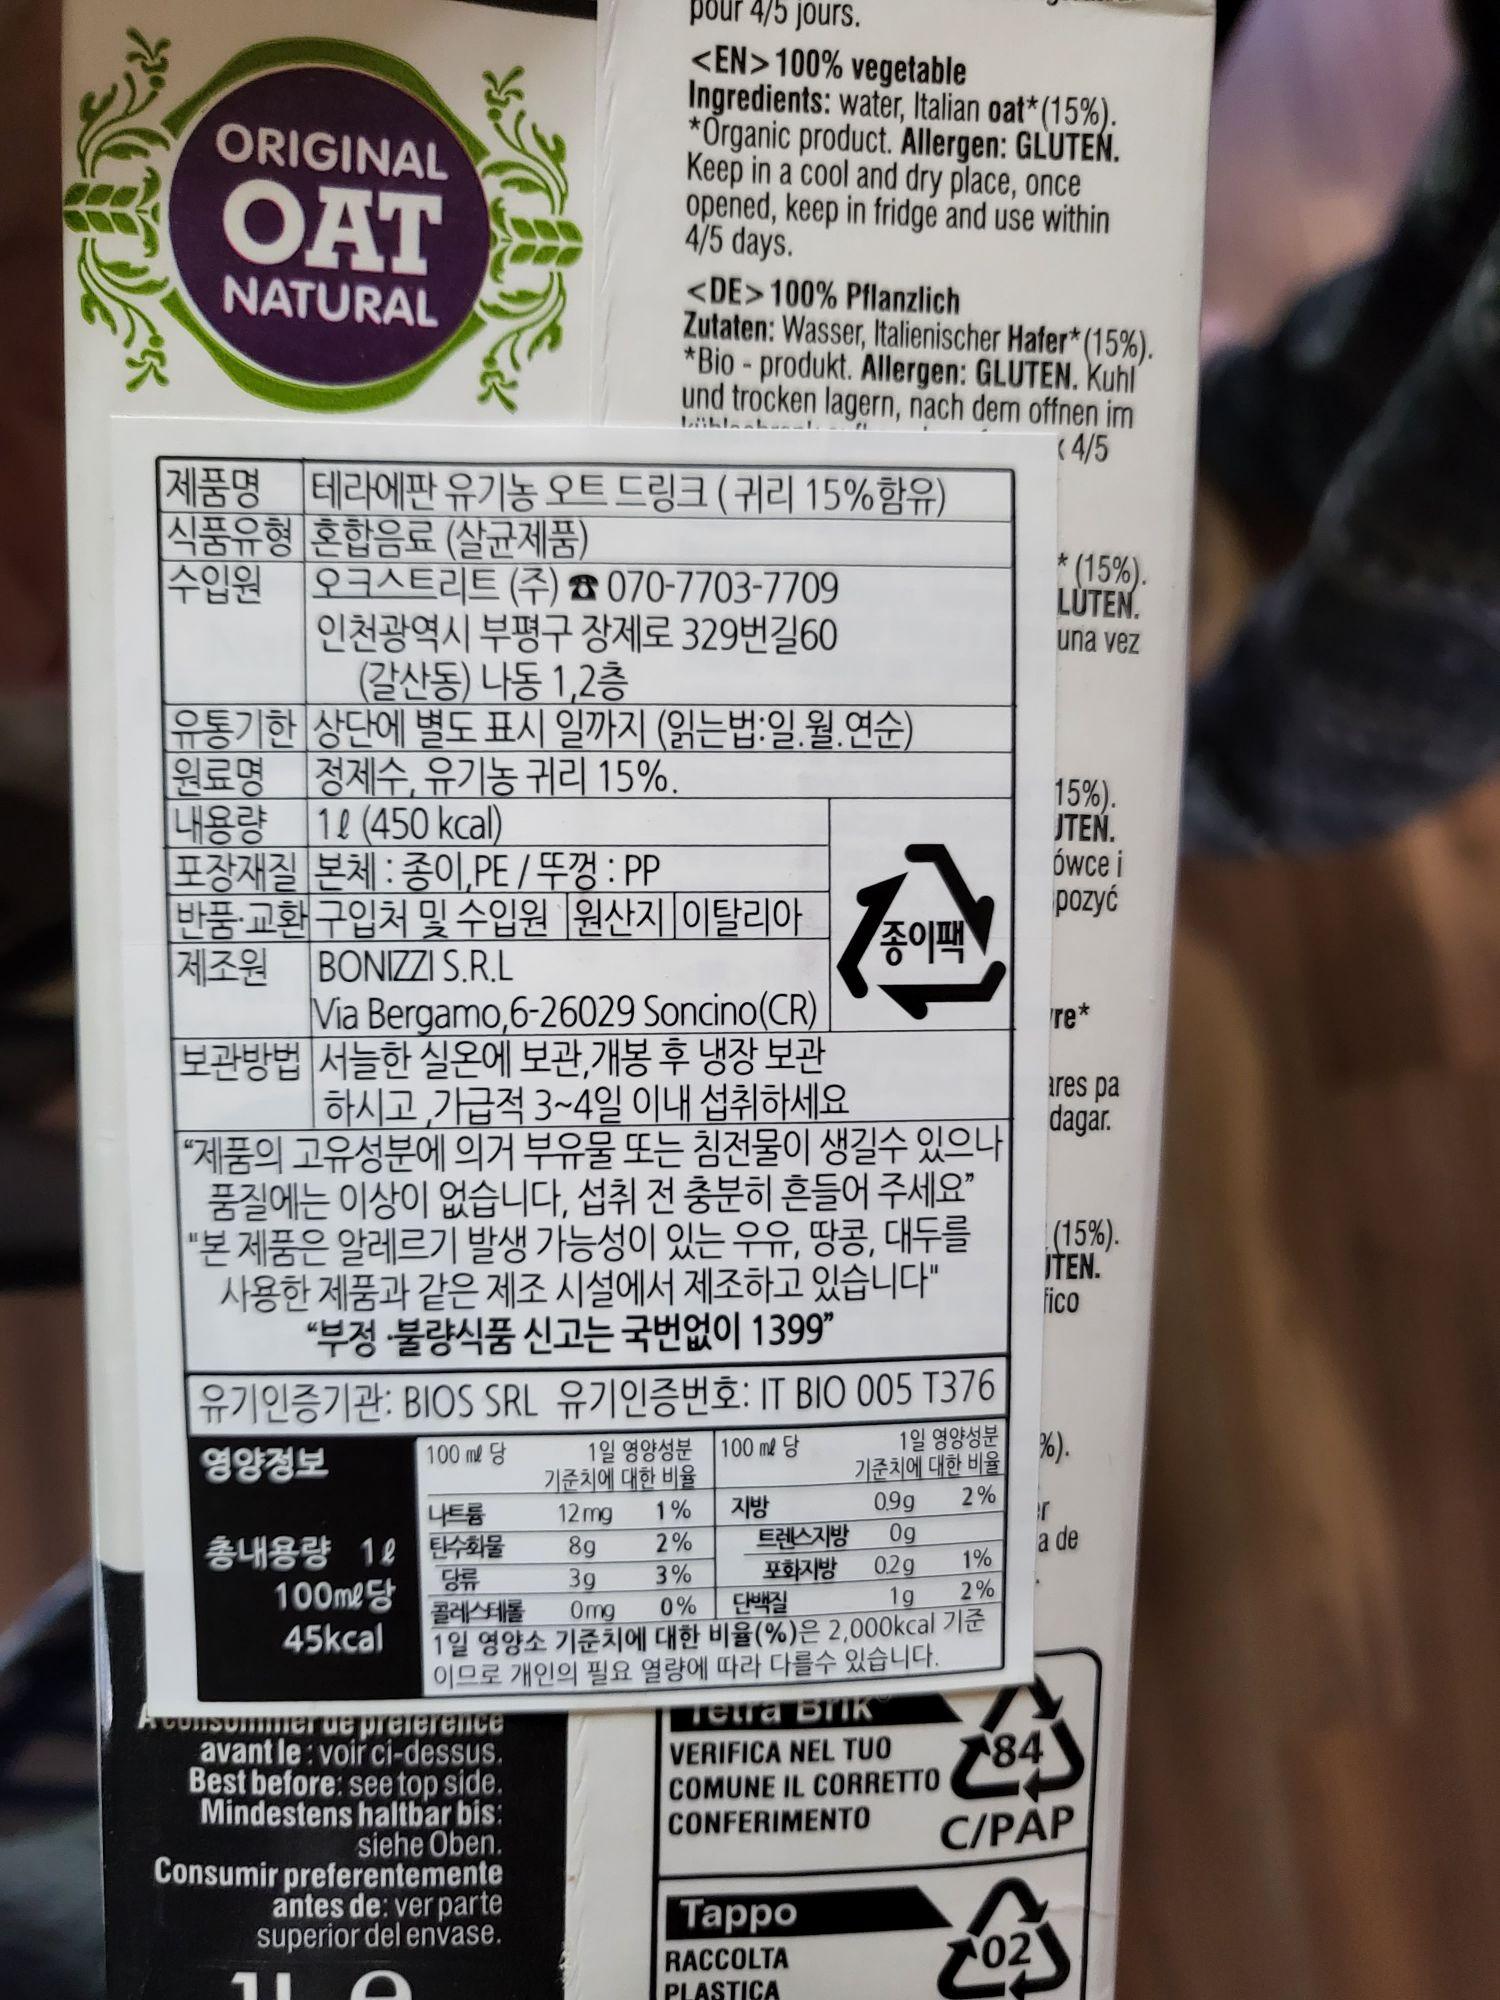 ORIGINAL
OAT
NATURAL
pour 4/5 jours.
<EN> 100% vegetable
Ingredients: water, Italian oat* (15%).
*Organic product. Allergen: GLUTEN.
Keep in a cool and dry place, once
opened, keep in fridge and use within
4/5 days.
<DE> 100% Pflanzlich
Zutaten: Wasser, Italienischer Hafer* (15%).
*Bio - produkt. Allergen: GLUTEN. Kuhl
und trocken lagern, nach dem offnen im
4/5
* (15%).
LUTEN.
una vez
15%).
UTEN.
ówce i
pozyć
re*
ares pa
dagar.
(15%).
UTEN.
fico
%).
a de
제품명 테라에판 유기농 오트 드링크 ( 귀리 15%함유)
식품유형 혼합음료 (살균제품)
수입원 오크스트리트 (주) ☎ 070-7703-7709
인천광역시 부평구 장제로 329번길60
(갈산동) 나동 1,2층
유통기한 상단에 별도 표시 일까지 (읽는법:일.월.연순)
원료명 정제수, 유기농 귀리 15%.
내용량 1ℓ (450 kcal)
포장재질 본체 : 종이,PE / 뚜껑 : PP
반품·교환 구입처 및 수입원 원산지 이탈리아
종이팩
제조원 BONIZZI S.R.L
Via Bergamo,6-26029 Soncino(CR)
보관방법 서늘한 실온에 보관,개봉 후 냉장 보관
하시고 ,가급적 3~4일 이내 섭취하세요
“제품의 고유성분에 의거 부유물 또는 침전물이 생길수 있으나
품질에는 이상이 없습니다, 섭취 전 충분히 흔들어 주세요”
"본 제품은 알레르기 발생 가능성이 있는 우유, 땅콩, 대두를
사용한 제품과 같은 제조 시설에서 제조하고 있습니다"
“부정 ·불량식품 신고는 국번없이 1399”
유기인증기관: BIOS SRL 유기인증번호: IT BIO 005 T376
영양정보
총내용량 1ℓ
100㎖당
45kcal
100 ㎖ 당 1일 영양성분 기준치에 대한 비율
나트륨 12mg 1%
탄수화물 8g 2%
당류 3g 3%
콜레스테롤 0mg 0%
100 ㎖ 당 1일 영양성분 기준치에 대한 비율
지방 0.9g 2%
트렌스지방 0g
포화지방 0.2g 1%
단백질 1g 2%
1일 영양소 기준치에 대한 비율(%)은 2,000kcal 기준
이므로 개인의 필요 열량에 따라 다를수 있습니다.
A consommer de préférence
avant le : voir ci-dessus.
Best before: see top side.
Mindestens haltbar bis:
siehe Oben.
Consumir preferentemente
antes de: ver parte
superior del envase.
1L e
Tetra Brik®
VERIFICA NEL TUO
COMUNE IL CORRETTO
CONFERIMENTO
84
C/PAP
Tappo
RACCOLTA
PLASTICA
02